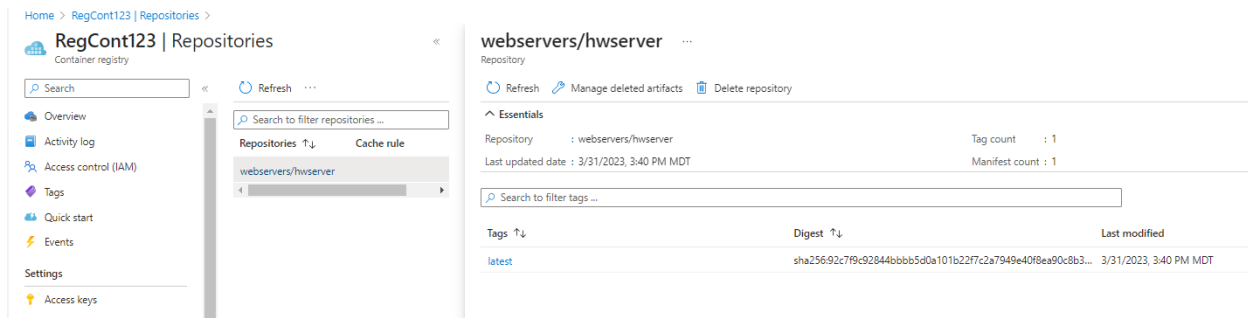 Home > RegCont123 | Repositories >
RegCont123 | Repositories
Container registry
Search
Overview
Activity log
Access control (IAM)
Tags
Quick start
Events
Settings
Access keys
Refresh
Search to filter repositories ...
Repositories ↑↓ Cache rule
webservers/hwserver
webservers/hwserver ...
Repository
Refresh Manage deleted artifacts Delete repository
Essentials
Repository : webservers/hwserver Tag count : 1
Last updated date : 3/31/2023, 3:40 PM MDT Manifest count : 1
Search to filter tags ...
Tags ↑↓ Digest ↑↓ Last modified
latest sha256:92c7f9c92844bbbb5d0a101b22f7c2a7949e40f8ea90c8b3... 3/31/2023, 3:40 PM MDT